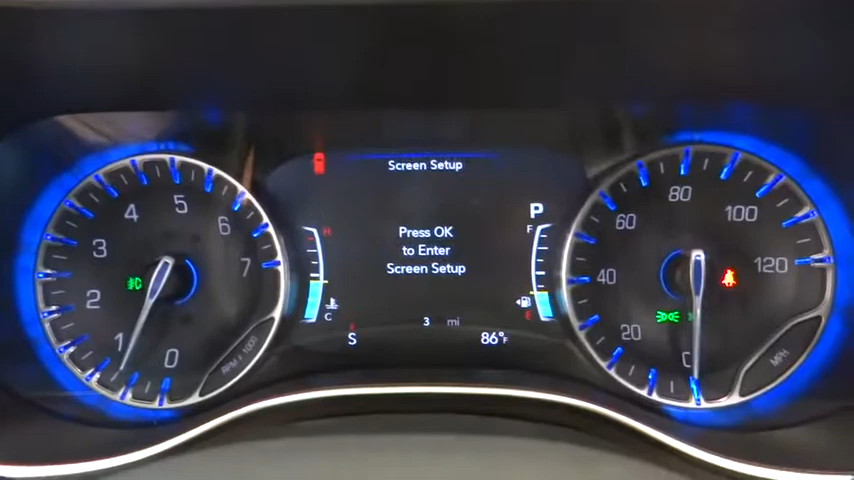 Screen Setup
Press OK
to Enter
Screen Setup
P
H
C
F
E
S
3 mi
86°F
0
1
2
3
4
5
6
7
RPM x 1000
0
20
40
60
80
100
120
MPH